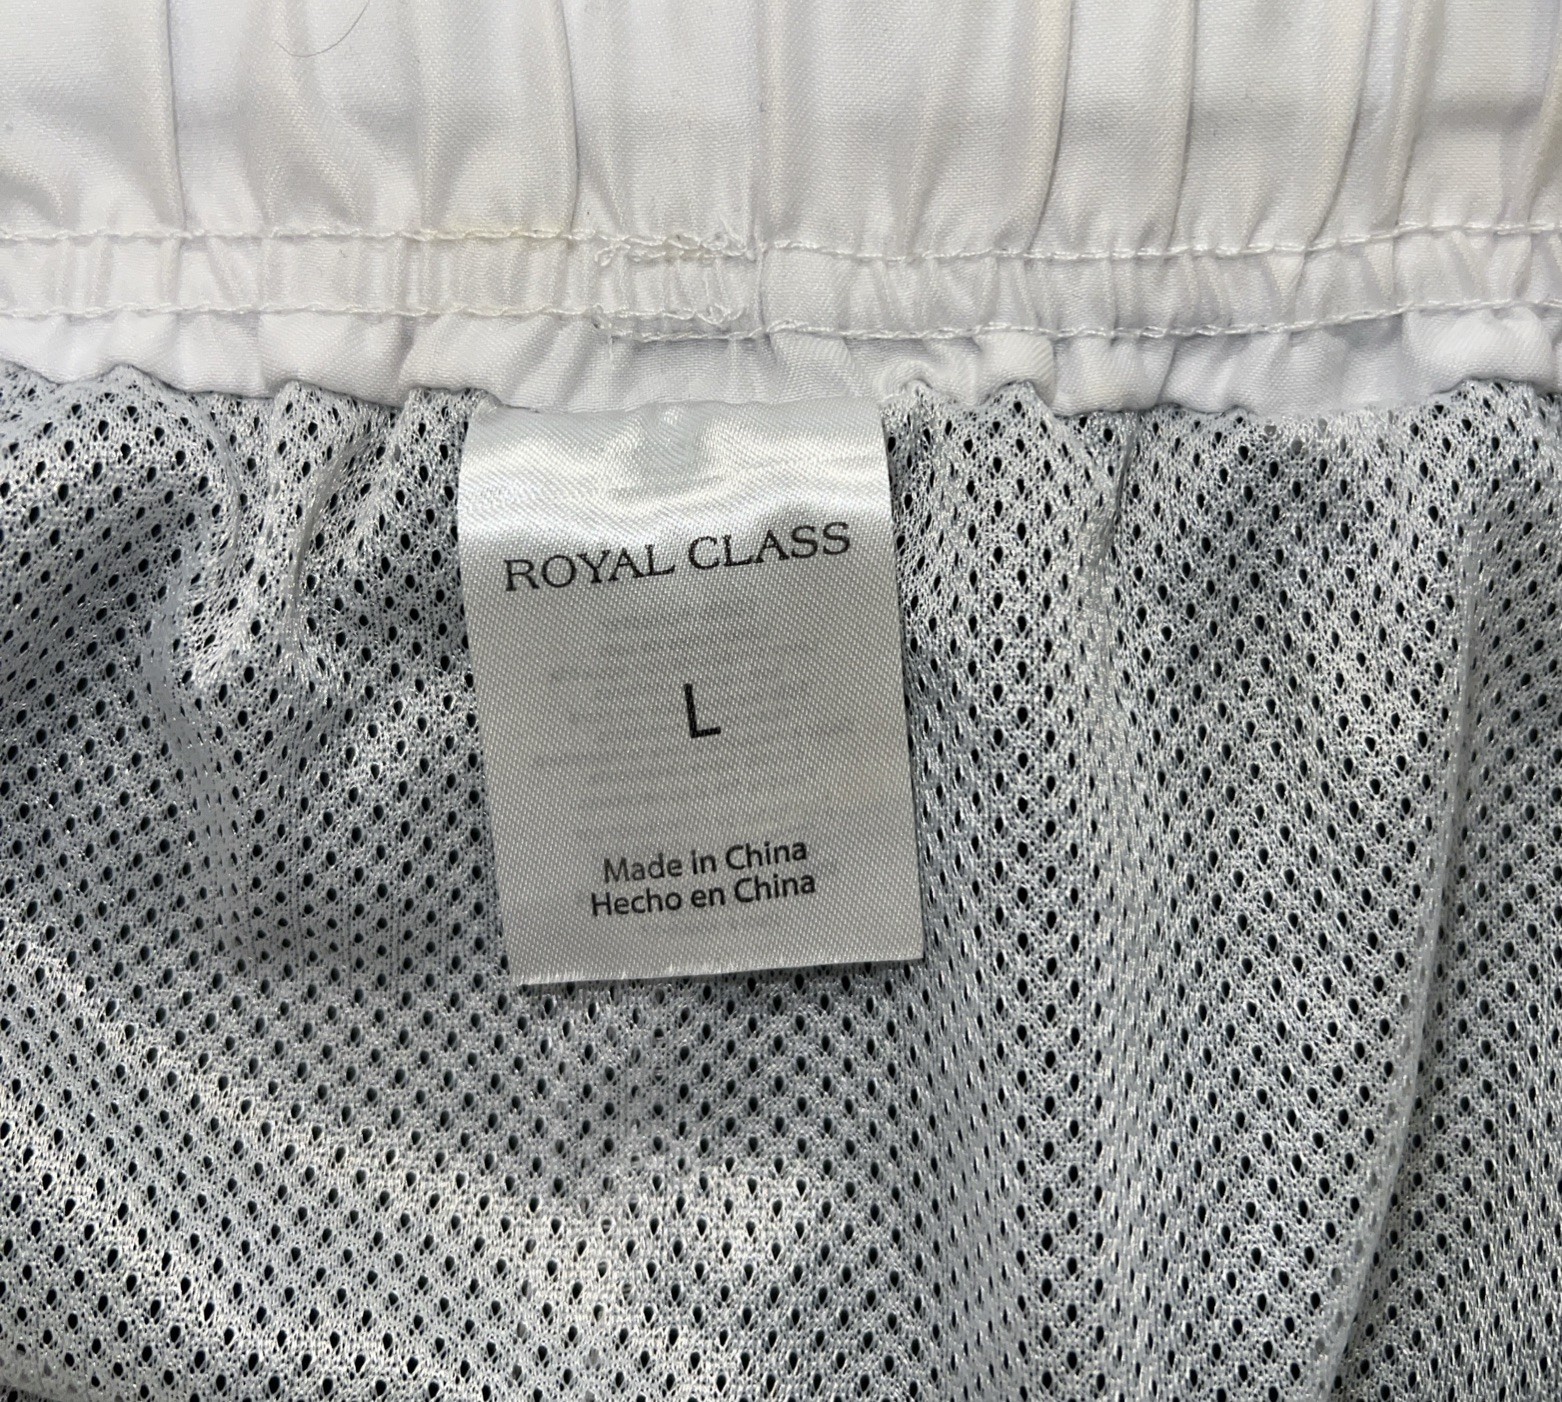 ROYAL CLASS
L
Made in China
Hecho en China